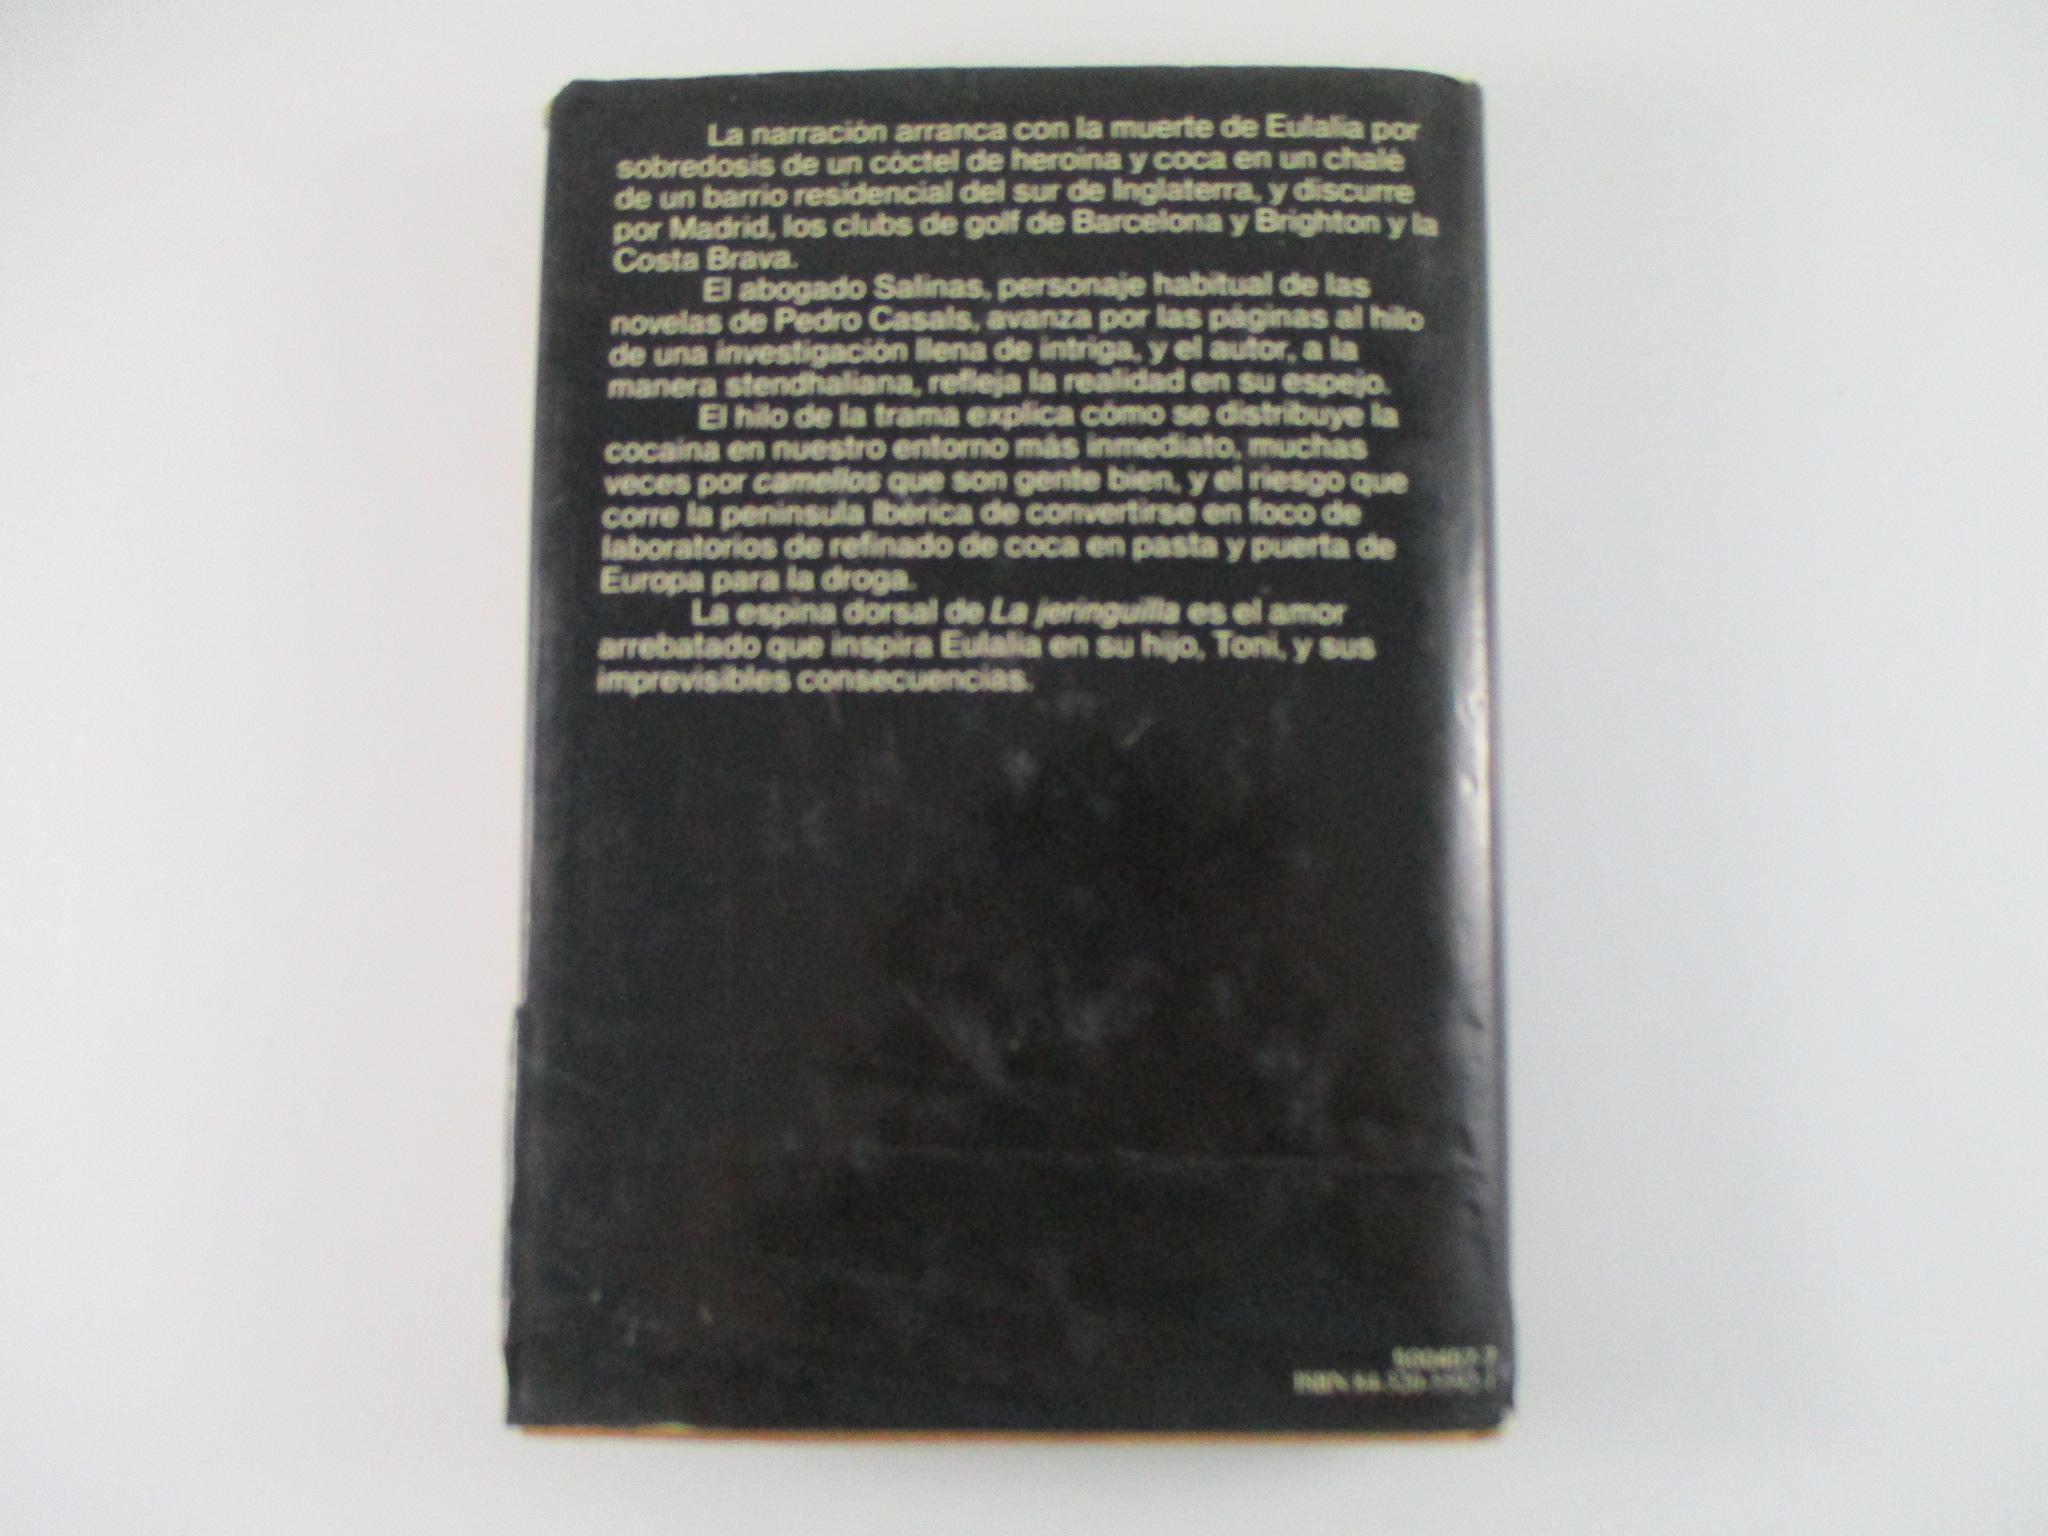 La narración arranca con la muerte de Eulalia por
sobredosis de un cóctel de heroína y coca en un chalé
de un barrio residencial del sur de Inglaterra, y discurre
por Madrid, los clubs de golf de Barcelona y Brighton y la
Costa Brava.
El abogado Salinas, personaje habitual de las
novelas de Pedro Casals, avanza por las páginas al hilo
de una investigación llena de intriga, y el autor, a la
manera stendhaliana, refleja la realidad en su espejo.
El hilo de la trama explica cómo se distribuye la
cocaína en nuestro entorno más inmediato, muchas
veces por camellos que son gente bien, y el riesgo que
corre la península Ibérica de convertirse en foco de
laboratorios de refinado de coca en pasta y puerta de
Europa para la droga.
La espina dorsal de La jeringuilla es el amor
arrebatado que inspira Eulalia en su hijo, Toni, y sus
imprevisibles consecuencias.
ISBN